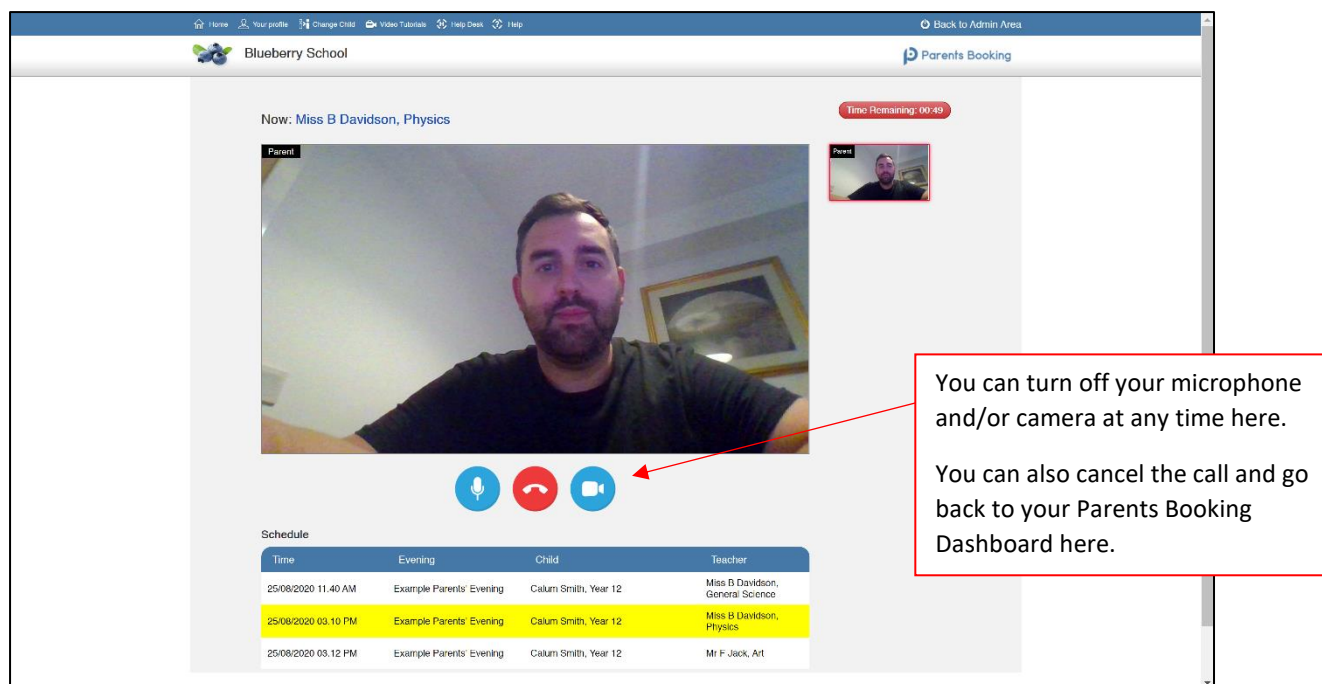 Home Your profile Change Child Video Tutorials Help Desk Help Back to Admin Area
Blueberry School Parents Booking
Now: Miss B Davidson, Physics
Time Remaining: 00:49
Parent
Parent
You can turn off your microphone
and/or camera at any time here.
You can also cancel the call and go
back to your Parents Booking
Dashboard here.
Schedule
Time Evening Child Teacher
25/08/2020 11.40 AM Example Parents' Evening Calum Smith, Year 12 Miss B Davidson,
General Science
25/08/2020 03.10 PM Example Parents' Evening Calum Smith, Year 12 Miss B Davidson,
Physics
25/08/2020 03.12 PM Example Parents' Evening Calum Smith, Year 12 Mr F Jack, Art